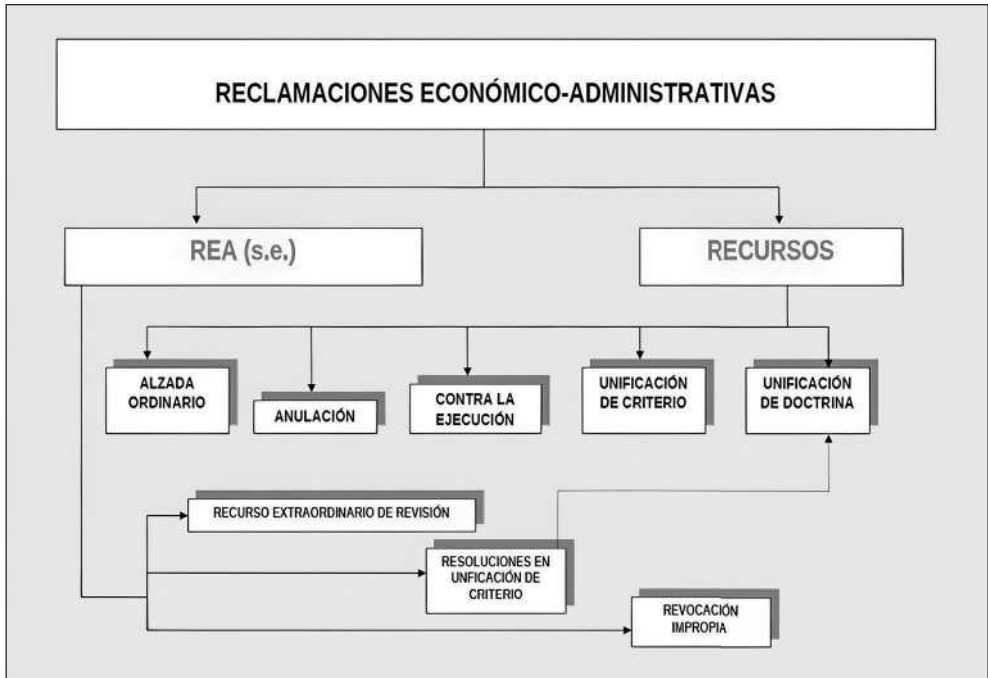 RECLAMACIONES ECONÓMICO-ADMINISTRATIVAS
REA (s.e.)
RECURSOS
ALZADA
ORDINARIO
ANULACIÓN
CONTRA LA
EJECUCIÓN
UNIFICACIÓN
DE CRITERIO
UNIFICACIÓN
DE DOCTRINA
RECURSO EXTRAORDINARIO DE REVISIÓN
RESOLUCIONES EN
UNFICACIÓN DE
CRITERIO
REVOCACIÓN
IMPROPIA